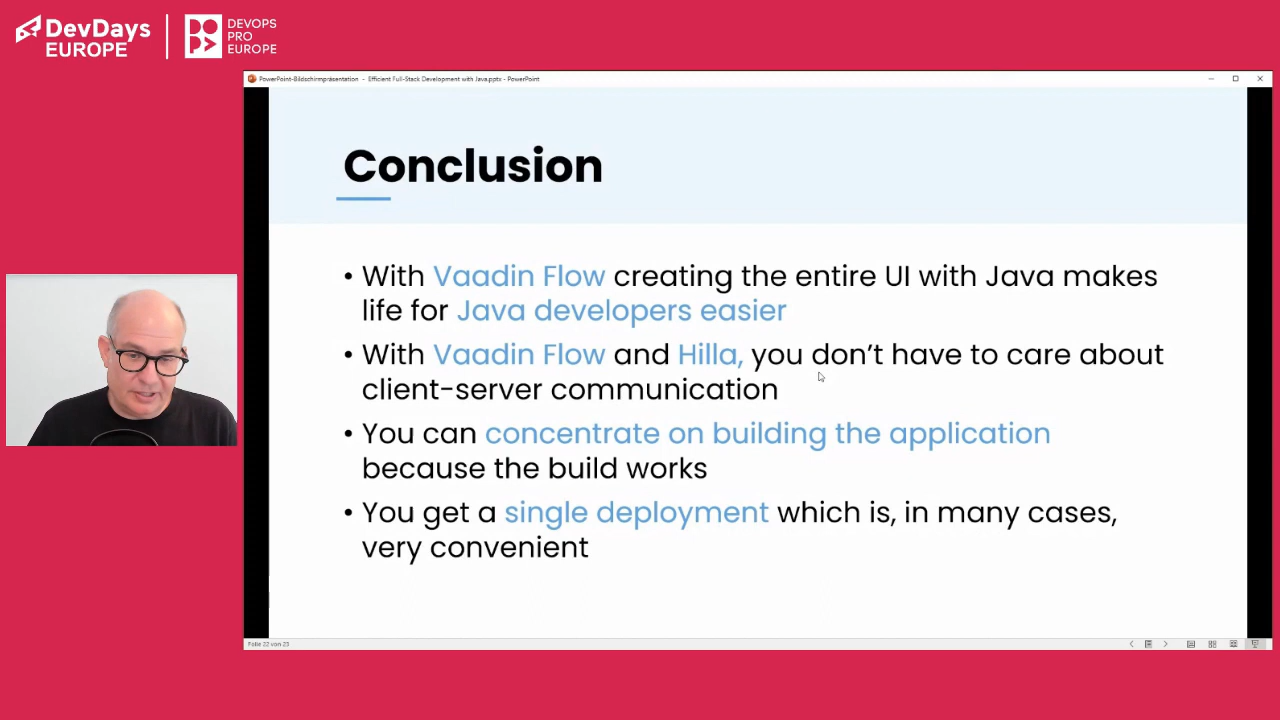 DevDays
EUROPE
DEVOPS
PRO
EUROPE
PowerPoint-Bildschirmpräsentation - Efficient Full-Stack Development with Java.pptx - PowerPoint
Conclusion
• With Vaadin Flow creating the entire UI with Java makes
life for Java developers easier
• With Vaadin Flow and Hilla, you don’t have to care about
client-server communication
• You can concentrate on building the application
because the build works
• You get a single deployment which is, in many cases,
very convenient
Folie 22 von 23